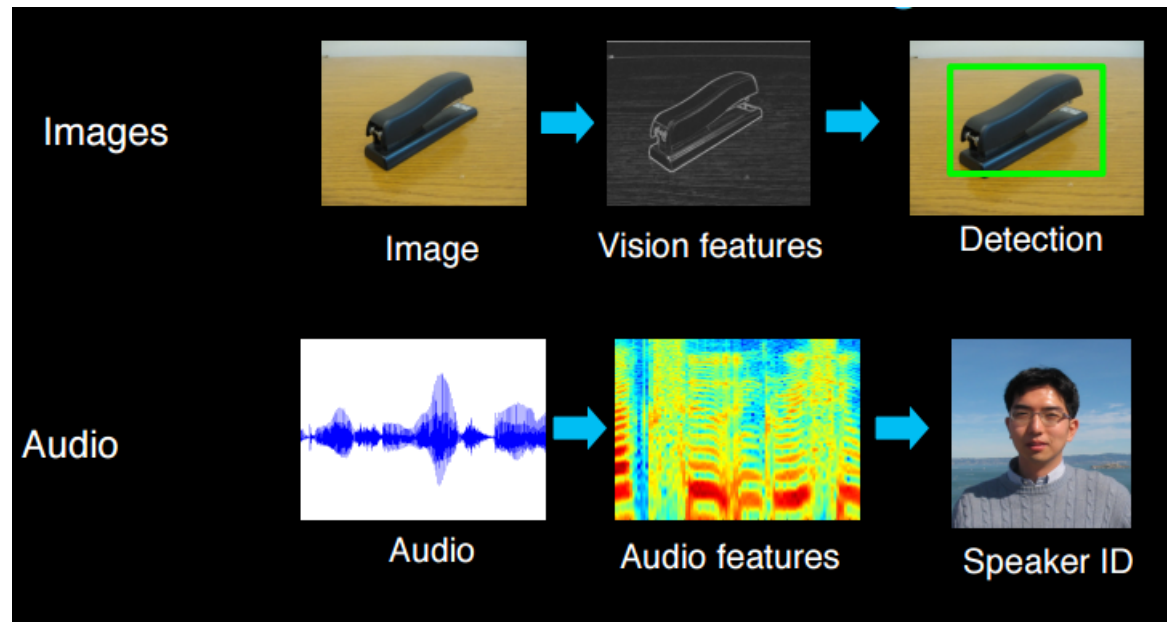 Images
Image
Vision features
Detection
Audio
Audio
Audio features
Speaker ID